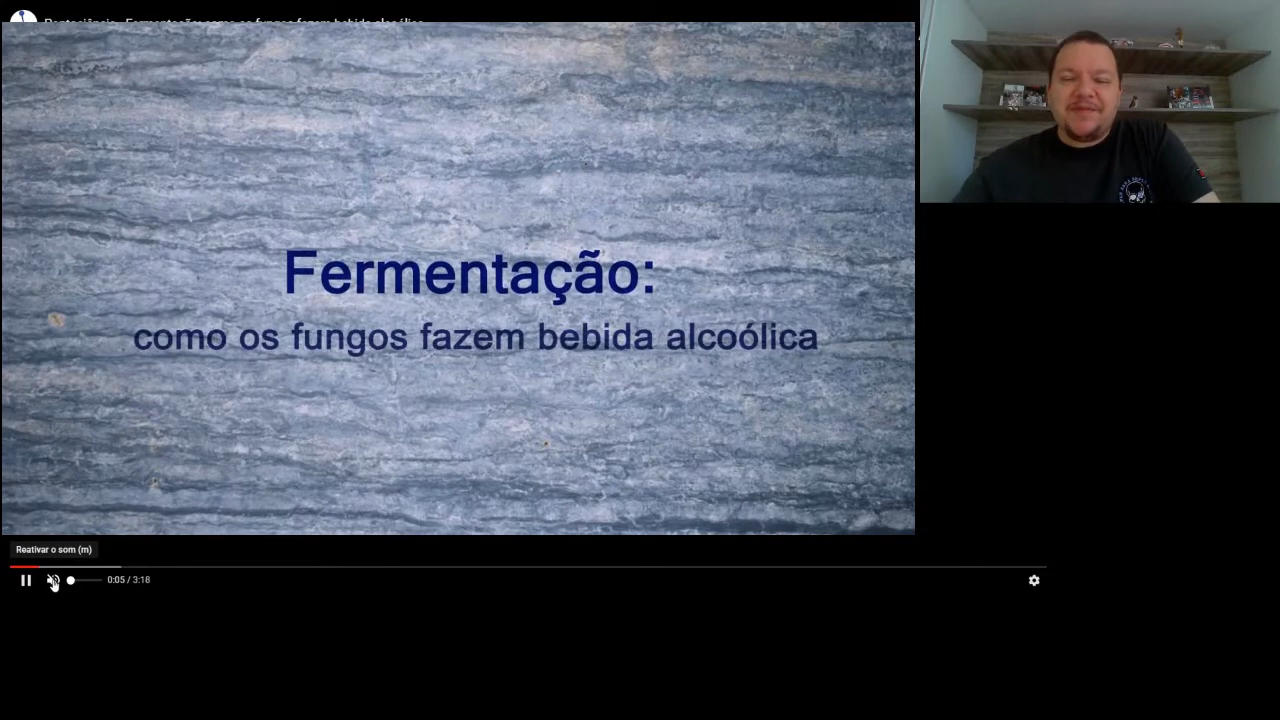 Fermentação:
como os fungos fazem bebida alcoólica
Reativar o som (m)
0:05 / 3:18